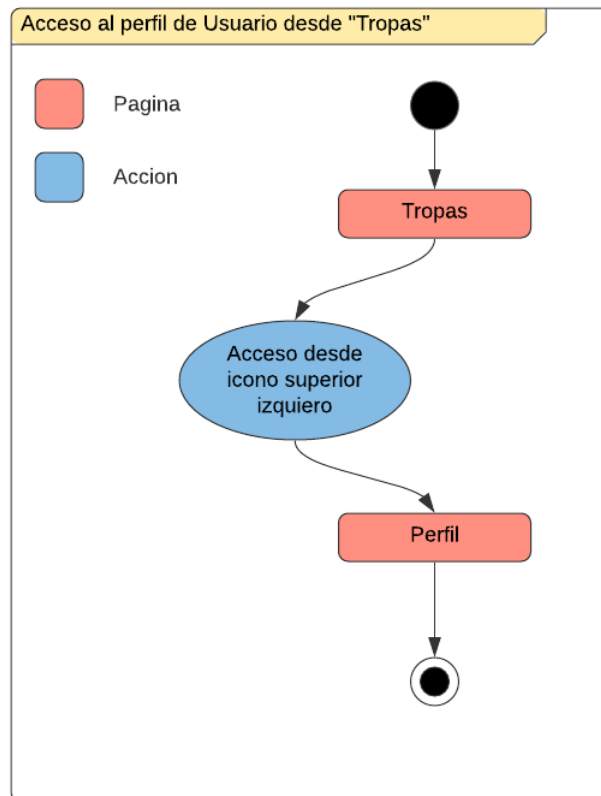 Acceso al perfil de Usuario desde "Tropas"
Pagina
Accion
Tropas
Acceso desde
icono superior
izquiero
Perfil